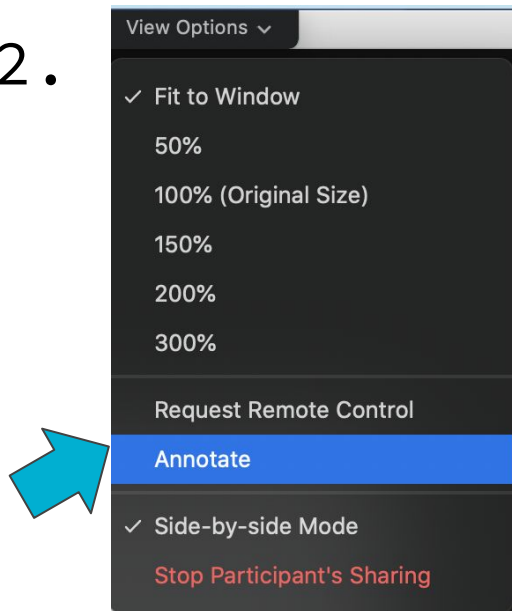 2.
View Options
✓ Fit to Window
50%
100% (Original Size)
150%
200%
300%
Request Remote Control
Annotate
✓ Side-by-side Mode
Stop Participant's Sharing